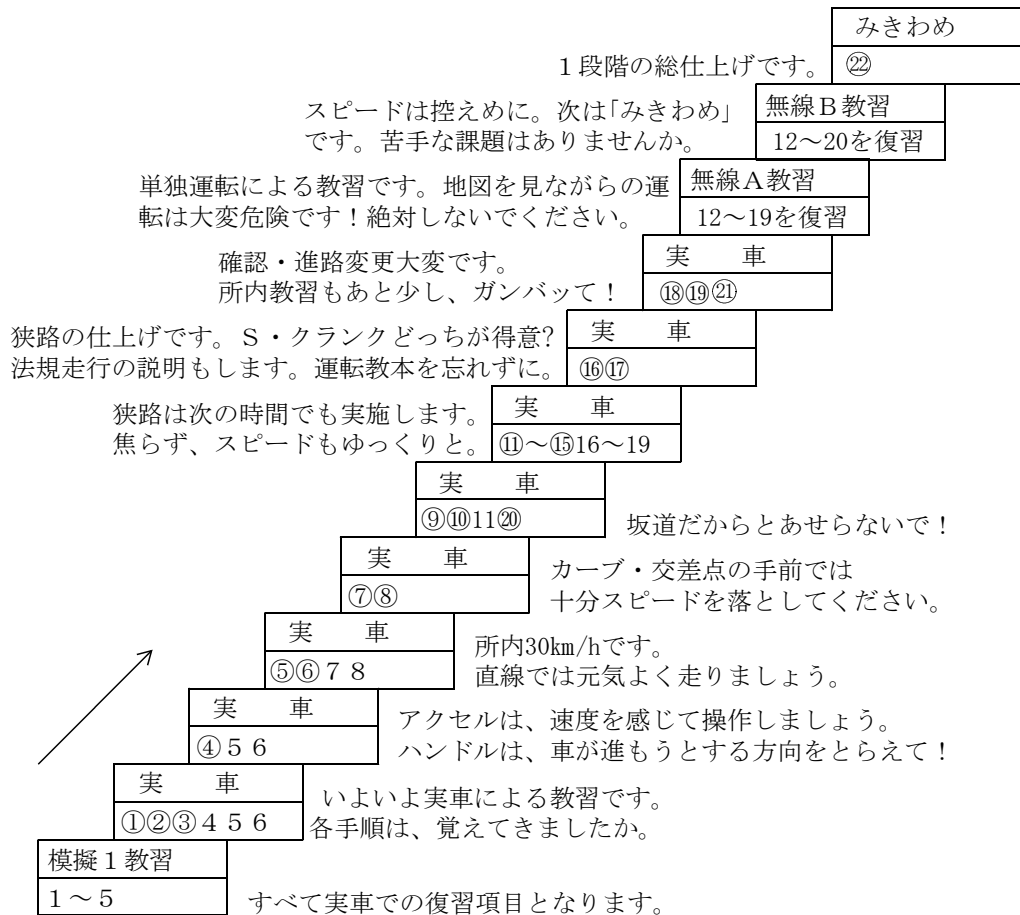 みきわめ
１段階の総仕上げです。
㉒
スピードは控えめに。次は｢みきわめ｣
です。苦手な課題はありませんか。
無線Ｂ教習
12～20を復習
単独運転による教習です。地図を見ながらの運
転は大変危険です！絶対しないでください。
無線Ａ教習
12～19を復習
確認・進路変更大変です。
所内教習もあと少し、ガンバッて！
実　車
⑱⑲㉑
狭路の仕上げです。Ｓ・クランクどっちが得意?
法規走行の説明もします。運転教本を忘れずに。
実　車
⑯⑰
狭路は次の時間でも実施します。
焦らず、スピードもゆっくりと。
実　車
⑪～⑮16～19
実　車
⑨⑩11⑳
坂道だからとあせらないで！
実　車
⑦⑧
カーブ・交差点の手前では
十分スピードを落としてください。
実　車
⑤⑥７８
所内30㎞/hです。
直線では元気よく走りましょう。
実　車
④５６
アクセルは、速度を感じて操作しましょう。
ハンドルは、車が進もうとする方向をとらえて！
実　車
①②③４５６
いよいよ実車による教習です。
各手順は、覚えてきましたか。
模擬１教習
１～５
すべて実車での復習項目となります。